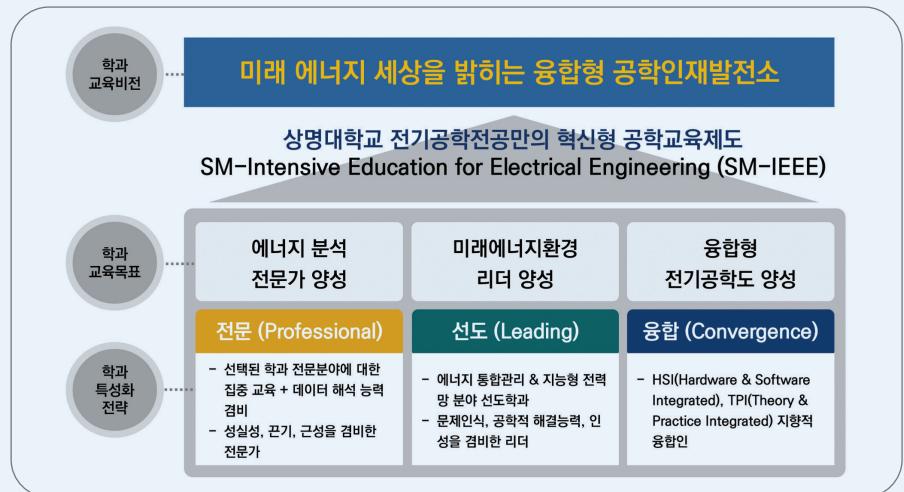 학과
교육비전
미래 에너지 세상을 밝히는 융합형 공학인재발전소
상명대학교 전기공학전공만의 혁신형 공학교육제도
SM-Intensive Education for Electrical Engineering (SM-IEEE)
학과
교육목표
에너지 분석
전문가 양성
미래에너지환경
리더 양성
융합형
전기공학도 양성
학과
특성화
전략
전문 (Professional)
- 선택된 학과 전문분야에 대한
집중 교육 + 데이터 해석 능력
겸비
- 성실성, 끈기, 근성을 겸비한
전문가
선도 (Leading)
- 에너지 통합관리 & 지능형 전력
망 분야 선도학과
- 문제인식, 공학적 해결능력, 인
성을 겸비한 리더
융합 (Convergence)
- HSI(Hardware & Software
Integrated), TPI(Theory &
Practice Integrated) 지향적
융합인